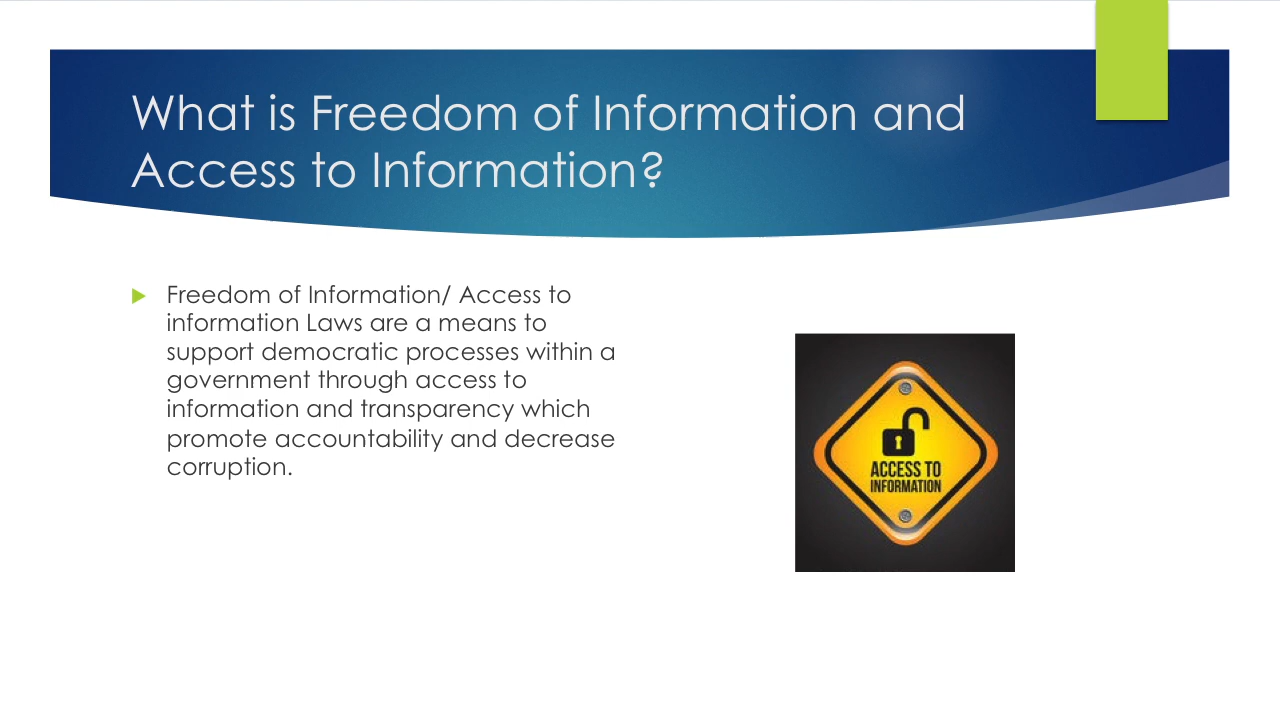 What is Freedom of Information and
Access to Information?
Freedom of Information/ Access to
information Laws are a means to
support democratic processes within a
government through access to
information and transparency which
promote accountability and decrease
corruption.
ACCESS TO
INFORMATION